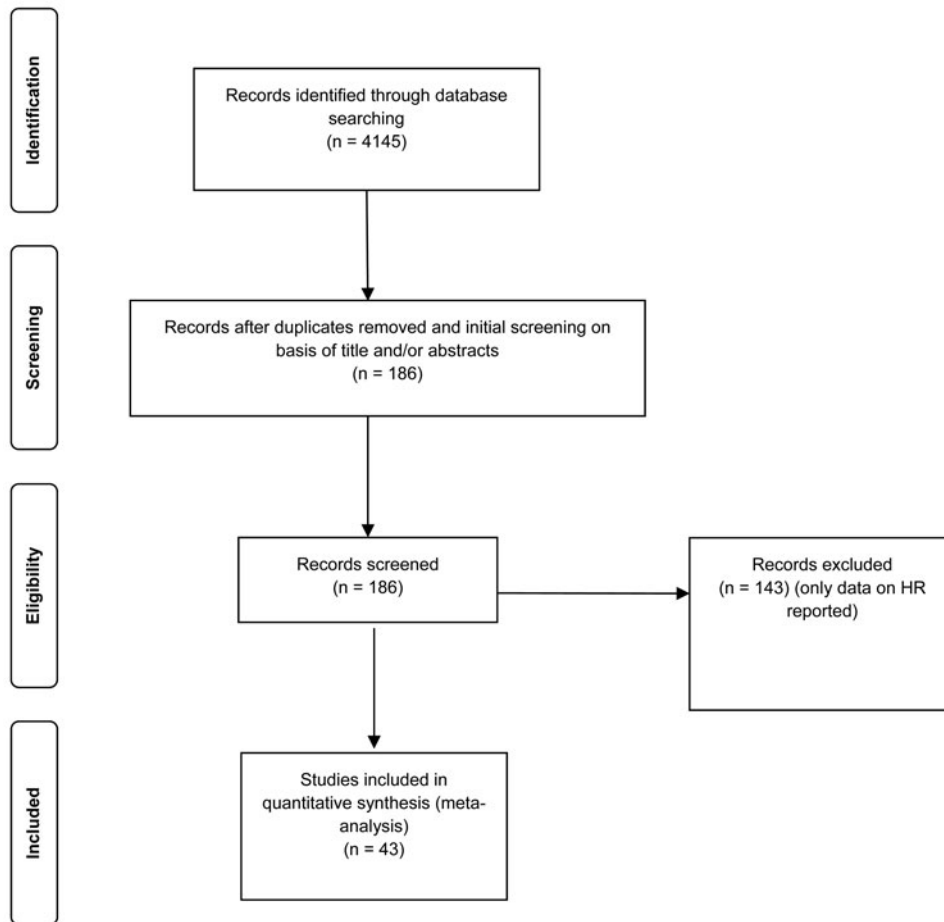 Identification
Records identified through database
searching
(n = 4145)
Screening
Records after duplicates removed and initial screening on
basis of title and/or abstracts
(n = 186)
Eligibility
Records screened
(n = 186)
Records excluded
(n = 143) (only data on HR
reported)
Included
Studies included in
quantitative synthesis (meta-
analysis)
(n = 43)